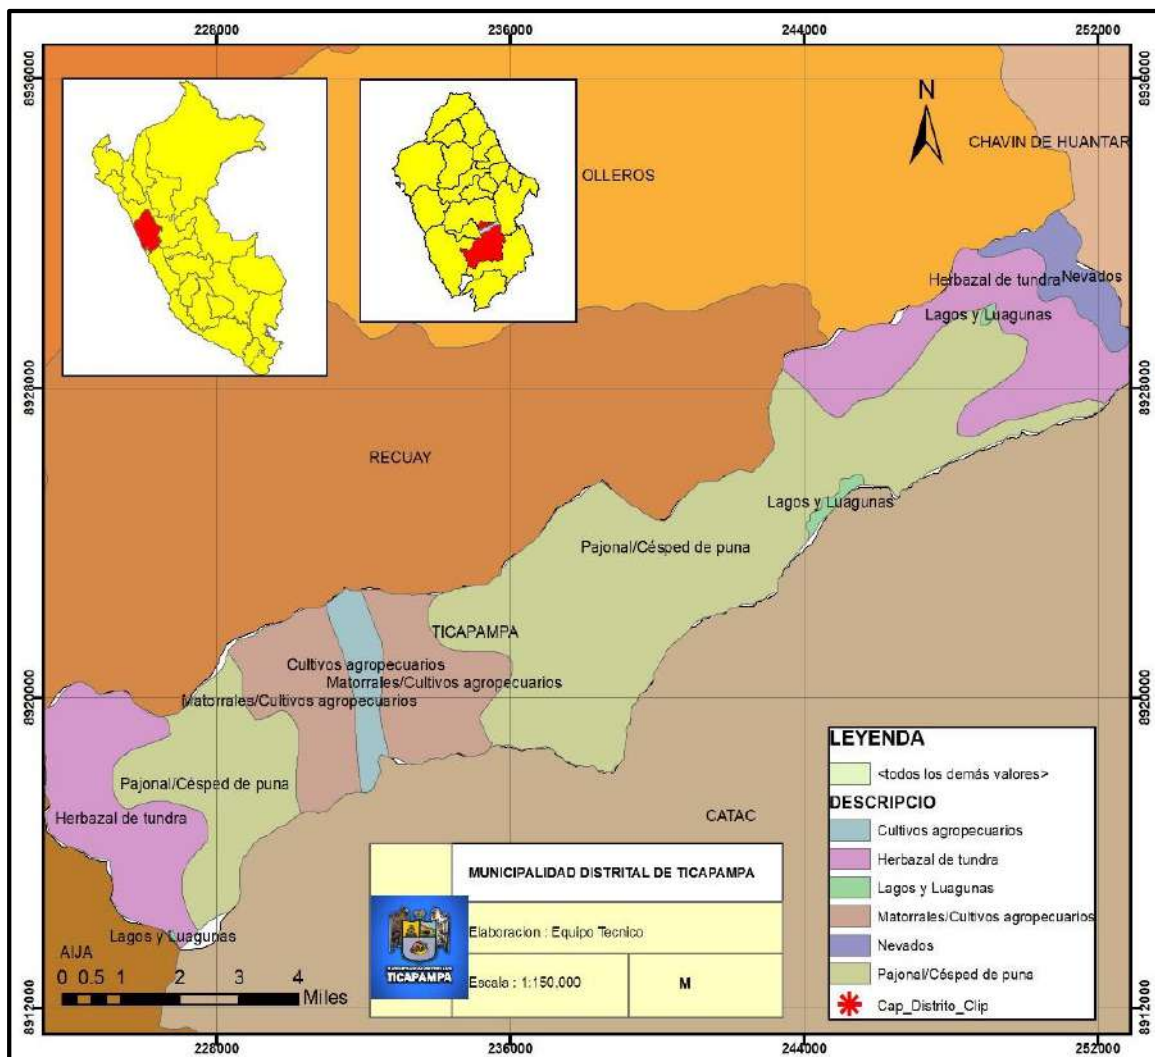 228000
236000
244000
252000
8936000
8936000
N
CHAVIN DE HUANTAR
OLLEROS
Herbazal de tundra
Nevados
Lagos y Luagunas
8928000
8928000
RECUAY
Lagos y Luagunas
Pajonal/Césped de puna
TICAPAMPA
Cultivos agropecuarios
Matorrales/Cultivos agropecuarios
Matorrales/Cultivos agropecuarios
8920000
8920000
Pajonal/Césped de puna
Herbazal de tundra
CATAC
Lagos y Luagunas
AIJA
0 0.5 1 2 3 4
Miles
MUNICIPALIDAD DISTRITAL DE TICAPAMPA
Elaboracion : Equipo Tecnico
Escala : 1:150.000
M
TICAPAMPA
LEYENDA
<todos los demás valores>
DESCRIPCIO
Cultivos agropecuarios
Herbazal de tundra
Lagos y Luagunas
Matorrales/Cultivos agropecuarios
Nevados
Pajonal/Césped de puna
Cap_Distrito_Clip
8912000
8912000
228000
236000
244000
252000